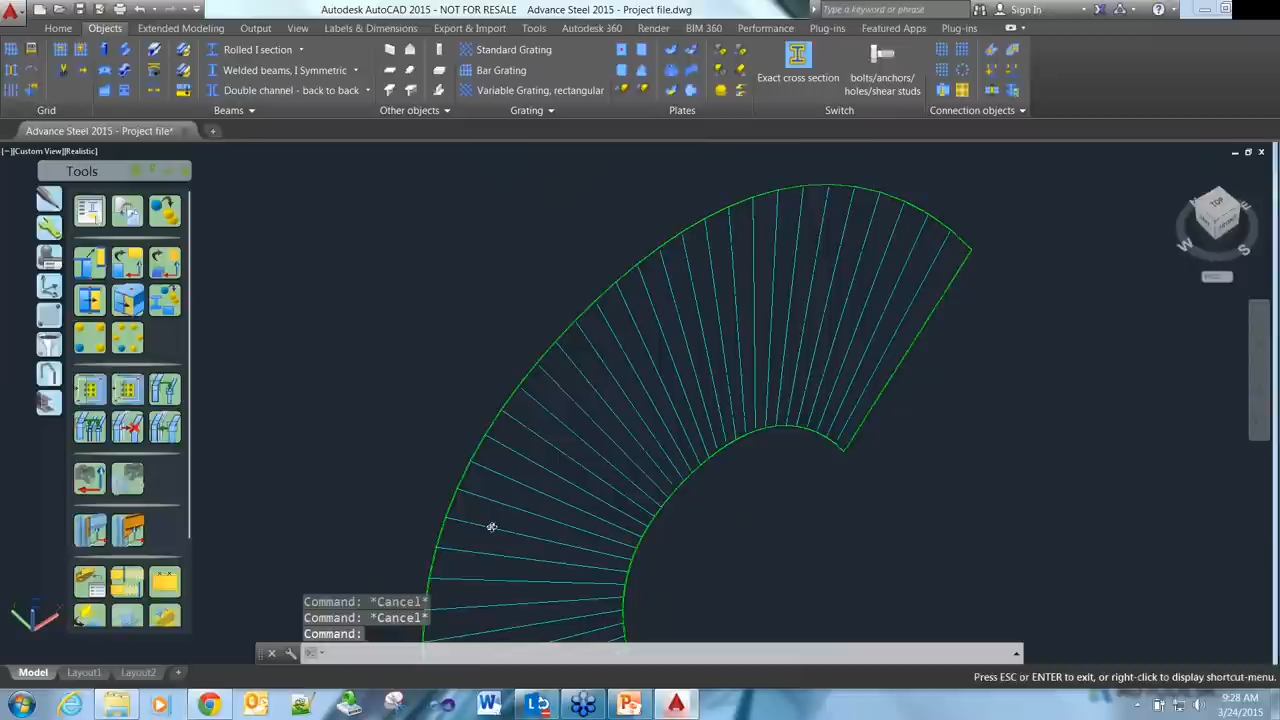 Autodesk AutoCAD 2015 - NOT FOR RESALE    Advance Steel 2015 - Project file.dwg
Type a keyword or phrase
Sign In
Home Objects Extended Modeling Output View Labels & Dimensions Export & Import Tools Autodesk 360 Render BIM 360 Performance Plug-ins Featured Apps Plug-ins
Rolled I section
Welded beams, I Symmetric
Double channel - back to back
Standard Grating
Bar Grating
Variable Grating, rectangular
Exact cross section
bolts/anchors/
holes/shear studs
Grid Beams Other objects Grating Plates Switch Connection objects
Advance Steel 2015 - Project file*
[−][Custom View][Realistic]
Tools
TOP
W
S
Command: *Cancel*
Command: *Cancel*
Command:
Model Layout1 Layout2
Press ESC or ENTER to exit, or right-click to display shortcut-menu.
9:28 AM
3/24/2015